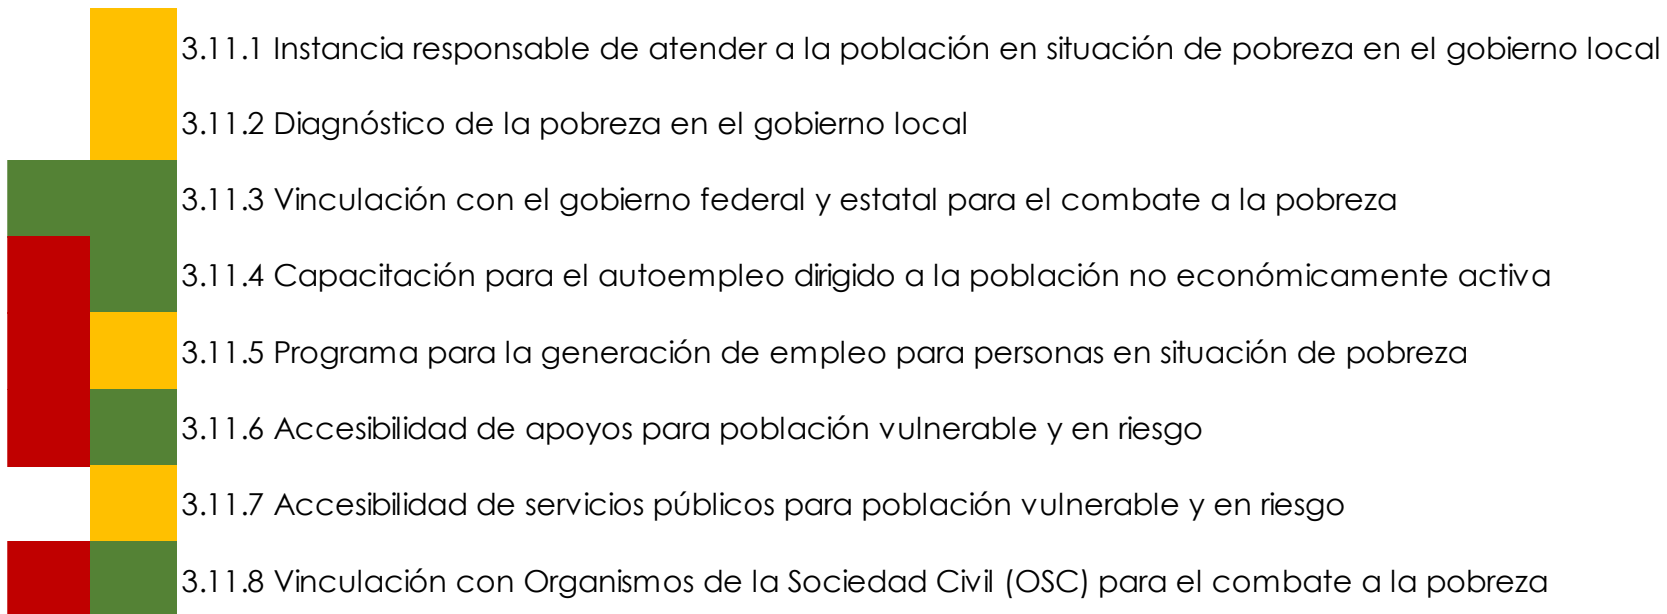 3.11.1 Instancia responsable de atender a la población en situación de pobreza en el gobierno local
3.11.2 Diagnóstico de la pobreza en el gobierno local
3.11.3 Vinculación con el gobierno federal y estatal para el combate a la pobreza
3.11.4 Capacitación para el autoempleo dirigido a la población no económicamente activa
3.11.5 Programa para la generación de empleo para personas en situación de pobreza
3.11.6 Accesibilidad de apoyos para población vulnerable y en riesgo
3.11.7 Accesibilidad de servicios públicos para población vulnerable y en riesgo
3.11.8 Vinculación con Organismos de la Sociedad Civil (OSC) para el combate a la pobreza